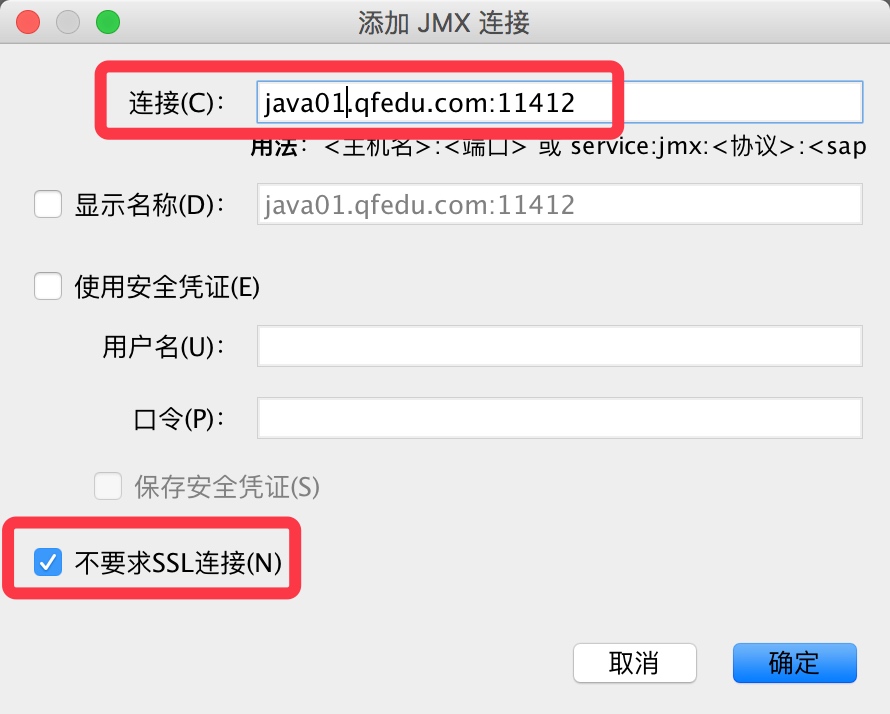 添加 JMX 连接
连接(C): java01.qfedu.com:11412
用法: <主机名>:<端口> 或 service:jmx:<协议>:<sap
显示名称(D): java01.qfedu.com:11412
使用安全凭证(E)
用户名(U):
口令(P):
保存安全凭证(S)
不要求SSL连接(N)
取消 确定